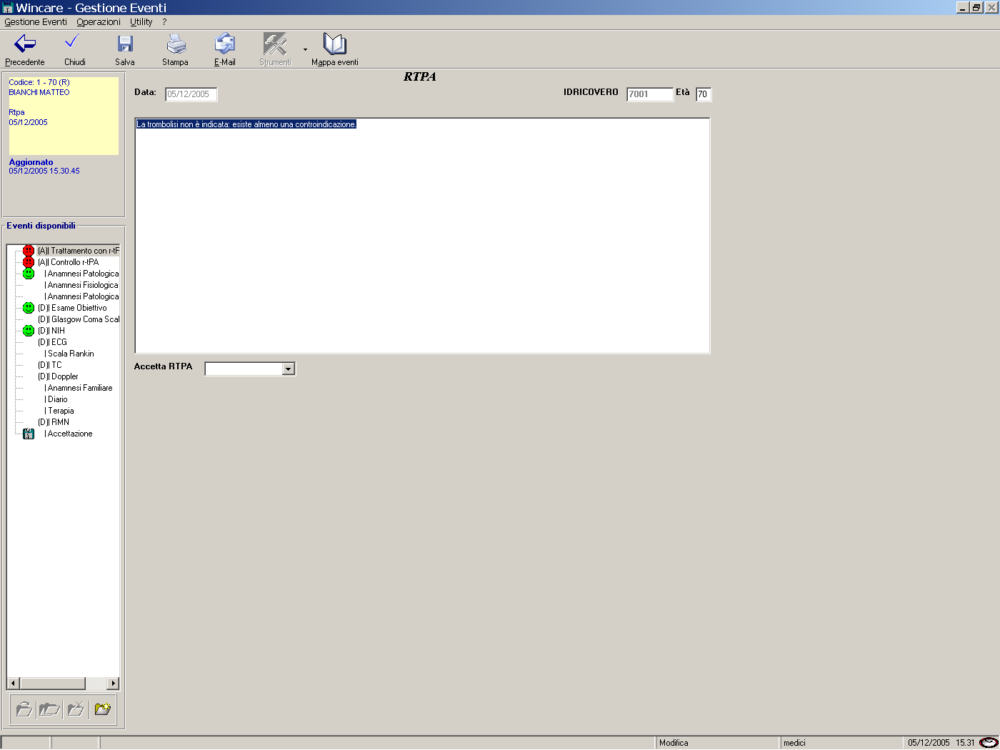 Wincare - Gestione Eventi
Gestione Eventi Operazioni Utility ?
Precedente Chiudi Salva Stampa E-Mail Strumenti Mappa eventi
Codice: 1 - 70 (R)
BIANCHI MATTEO
Rtpa
05/12/2005
Aggiornato
05/12/2005 15.30.45
Eventi disponibili
(A)| Trattamento con r-tP
(A)| Controllo r-tPA
| Anamnesi Patologica
| Anamnesi Fisiologica
| Anamnesi Patologica
(D)| Esame Obiettivo
(D)| Glasgow Coma Scal
(D)| NIH
(D)| ECG
| Scala Rankin
(D)| TC
(D)| Doppler
| Anamnesi Familiare
| Diario
| Terapia
(D)| RMN
| Accettazione
RTPA
Data: 05/12/2005 IDRICOVERO 7001 Età 70
La trombolisi non è indicata: esiste almeno una controindicazione.
Accetta RTPA
Modifica medici 05/12/2005 15.31